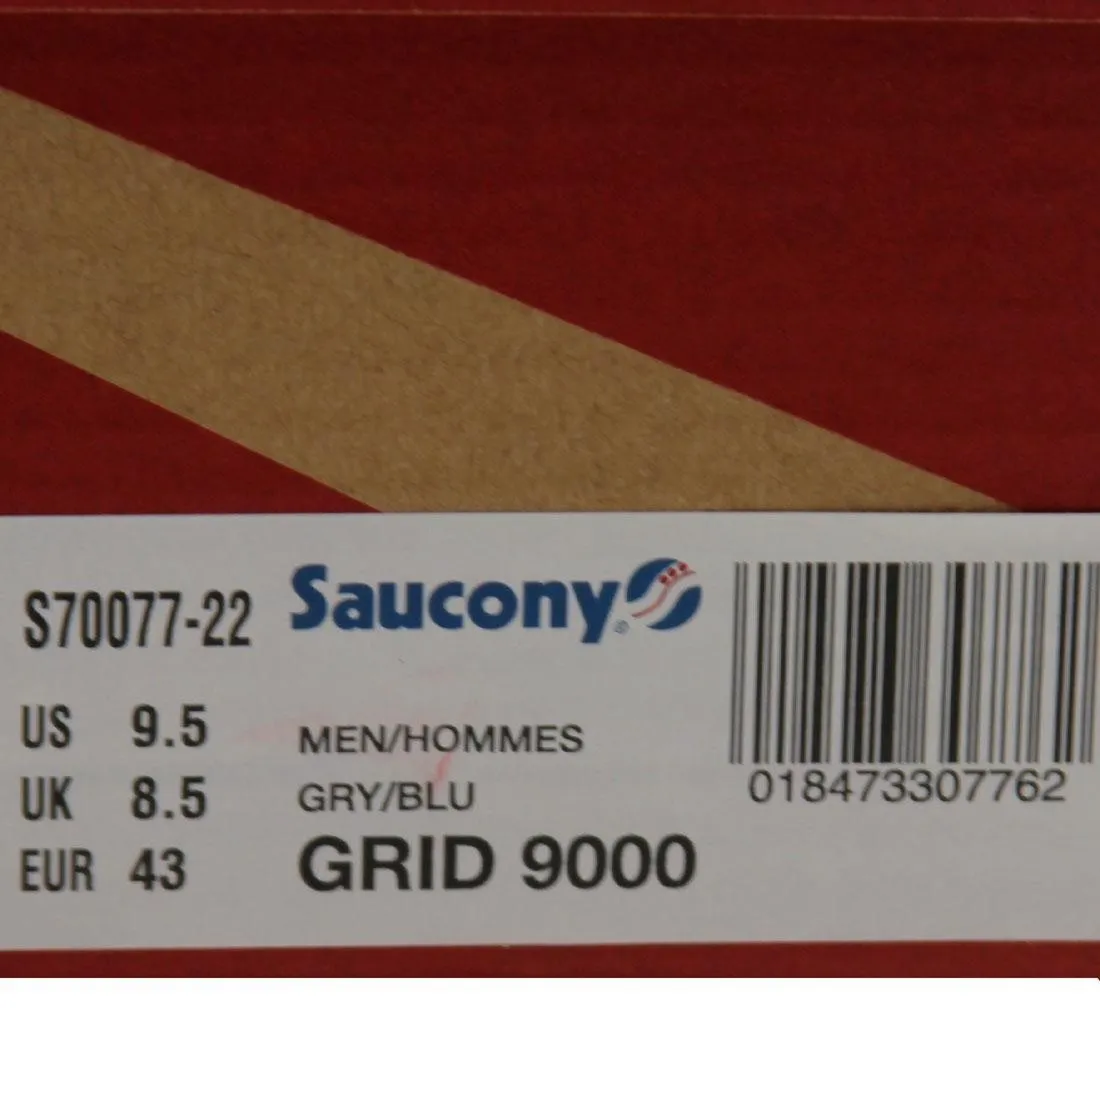 S70077-22
Saucony®
US 9.5
UK 8.5
EUR 43
MEN/HOMMES
GRY/BLU
GRID 9000
018473307762